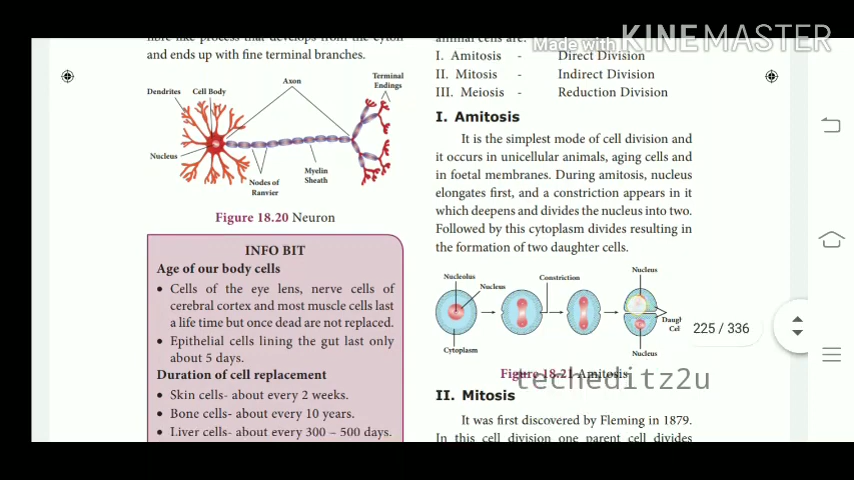 fibre like process that develops from the cyton
and ends up with fine terminal branches.
Dendrites
Cell Body
Axon
Terminal
Endings
Nucleus
Nodes of
Ranvier
Myelin
Sheath
Figure 18.20 Neuron
INFO BIT
Age of our body cells
• Cells of the eye lens, nerve cells of
cerebral cortex and most muscle cells last
a life time but once dead are not replaced.
• Epithelial cells lining the gut last only
about 5 days.
Duration of cell replacement
• Skin cells- about every 2 weeks.
• Bone cells- about every 10 years.
• Liver cells- about every 300 – 500 days.
animal cells are:
I. Amitosis - Direct Division
II. Mitosis - Indirect Division
III. Meiosis - Reduction Division
I. Amitosis
It is the simplest mode of cell division and
it occurs in unicellular animals, aging cells and
in foetal membranes. During amitosis, nucleus
elongates first, and a constriction appears in it
which deepens and divides the nucleus into two.
Followed by this cytoplasm divides resulting in
the formation of two daughter cells.
Nucleolus
Nucleus
Constriction
Nucleus
Cytoplasm
Nucleus
Figure 18.21 Amitosis
II. Mitosis
It was first discovered by Fleming in 1879.
In this cell division one parent cell divides
Made with KINEMASTER
225 / 336
techeditz2u